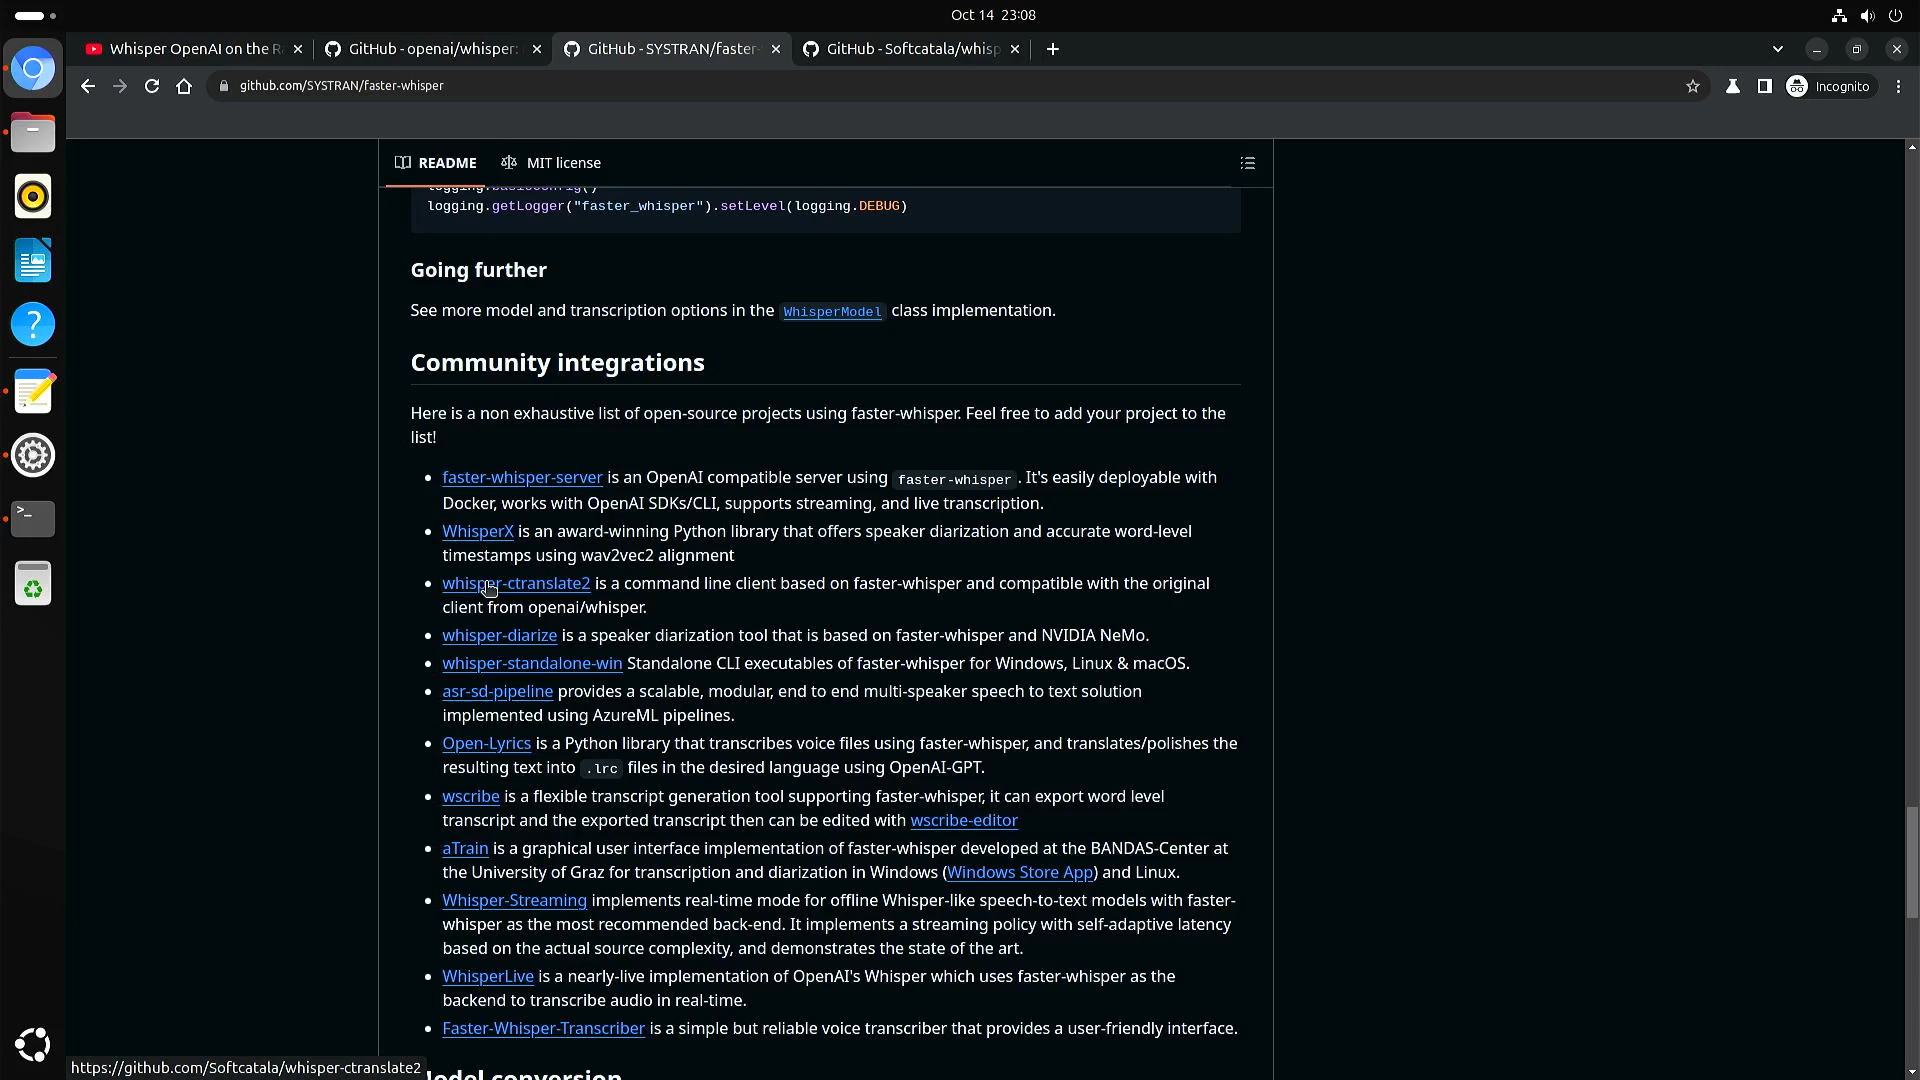 Oct 14 23:08
Whisper OpenAI on the R
GitHub - openai/whisper:
GitHub - SYSTRAN/faster-
GitHub - Softcatala/whisp
github.com/SYSTRAN/faster-whisper
Incognito
README
MIT license
logging.basicConfig()
logging.getLogger("faster_whisper").setLevel(logging.DEBUG)
Going further
See more model and transcription options in the WhisperModel class implementation.
Community integrations
Here is a non exhaustive list of open-source projects using faster-whisper. Feel free to add your project to the
list!
• faster-whisper-server is an OpenAI compatible server using faster-whisper. It's easily deployable with
Docker, works with OpenAI SDKs/CLI, supports streaming, and live transcription.
• WhisperX is an award-winning Python library that offers speaker diarization and accurate word-level
timestamps using wav2vec2 alignment
• whisper-ctranslate2 is a command line client based on faster-whisper and compatible with the original
client from openai/whisper.
• whisper-diarize is a speaker diarization tool that is based on faster-whisper and NVIDIA NeMo.
• whisper-standalone-win Standalone CLI executables of faster-whisper for Windows, Linux & macOS.
• asr-sd-pipeline provides a scalable, modular, end to end multi-speaker speech to text solution
implemented using AzureML pipelines.
• Open-Lyrics is a Python library that transcribes voice files using faster-whisper, and translates/polishes the
resulting text into .lrc files in the desired language using OpenAI-GPT.
• wscribe is a flexible transcript generation tool supporting faster-whisper, it can export word level
transcript and the exported transcript then can be edited with wscribe-editor
• aTrain is a graphical user interface implementation of faster-whisper developed at the BANDAS-Center at
the University of Graz for transcription and diarization in Windows (Windows Store App) and Linux.
• Whisper-Streaming implements real-time mode for offline Whisper-like speech-to-text models with faster-
whisper as the most recommended back-end. It implements a streaming policy with self-adaptive latency
based on the actual source complexity, and demonstrates the state of the art.
• WhisperLive is a nearly-live implementation of OpenAI's Whisper which uses faster-whisper as the
backend to transcribe audio in real-time.
• Faster-Whisper-Transcriber is a simple but reliable voice transcriber that provides a user-friendly interface.
https://github.com/Softcatala/whisper-ctranslate2
Model conversion